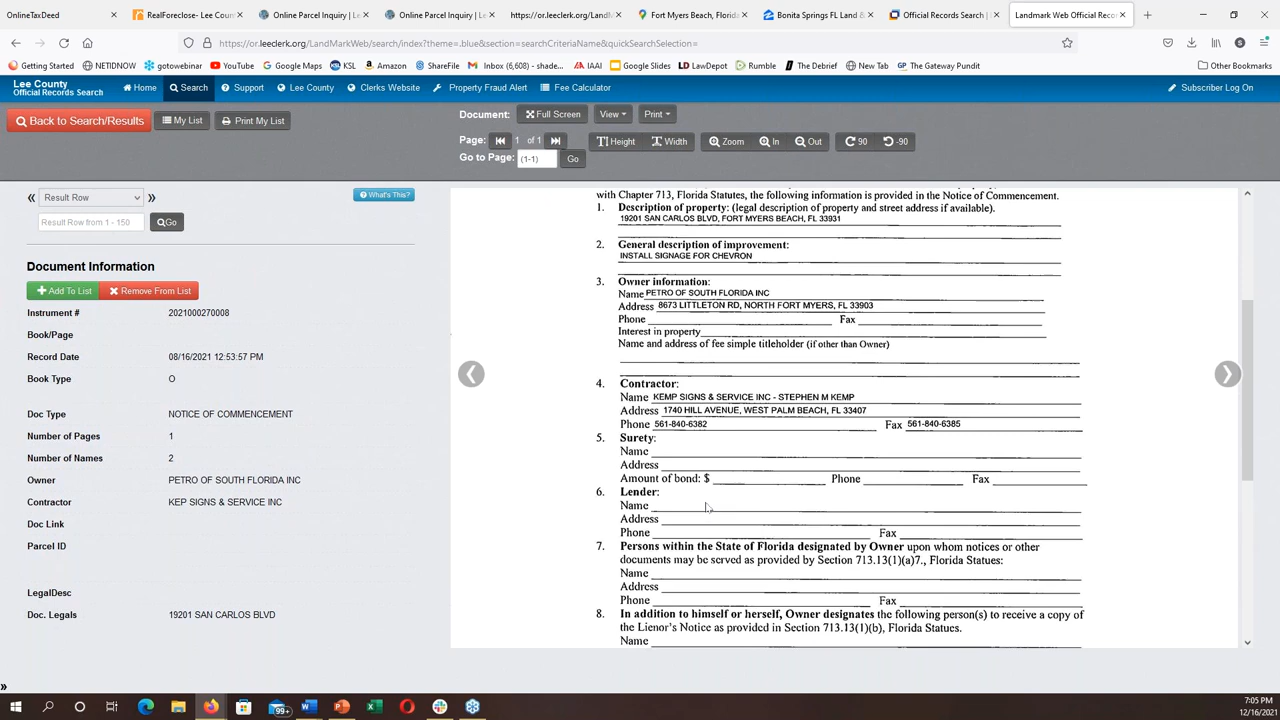 OnlineTaxDeed
RealForeclose- Lee Count
Online Parcel Inquiry | Le
Online Parcel Inquiry | Le
https://or.leeclerk.org/LandM
Fort Myers Beach, Florida
Bonita Springs FL Land &
Official Records Search |
Landmark Web Official Reco
https://or.leeclerk.org/LandMarkWeb/search/index?theme=.blue&section=searchCriteriaName&quickSearchSelection=
Getting Started
NETIDNOW
gotowebinar
YouTube
Google Maps
KSL
Amazon
ShareFile
Inbox (6,608) - shade...
IAAI
Google Slides
LD LawDepot
Rumble
The Debrief
New Tab
GP The Gateway Pundit
Other Bookmarks
Lee County
Official Records Search
Home
Search
Support
Lee County
Clerks Website
Property Fraud Alert
Fee Calculator
Subscriber Log On
Back to Search/Results
My List
Print My List
Document:
Full Screen
View
Print
Page:
1 of 1
Height
Width
Zoom
In
Out
90
-90
Go to Page:
(1-1)
Go
« Result Row »
What's This?
Result Row from 1 - 150
Go
Document Information
Add To List
Remove From List
Instrument # 2021000270008
Book/Page
Record Date 08/16/2021 12:53:57 PM
Book Type O
Doc Type NOTICE OF COMMENCEMENT
Number of Pages 1
Number of Names 2
Owner PETRO OF SOUTH FLORIDA INC
Contractor KEP SIGNS & SERVICE INC
Doc Link
Parcel ID
LegalDesc
Doc. Legals 19201 SAN CARLOS BLVD
»
with Chapter 713, Florida Statutes, the following information is provided in the Notice of Commencement.
1. Description of property: (legal description of property and street address if available).
19201 SAN CARLOS BLVD, FORT MYERS BEACH, FL 33931
2. General description of improvement:
INSTALL SIGNAGE FOR CHEVRON
3. Owner information:
Name PETRO OF SOUTH FLORIDA INC
Address 8673 LITTLETON RD, NORTH FORT MYERS, FL 33903
Phone Fax
Interest in property
Name and address of fee simple titleholder (if other than Owner)
4. Contractor:
Name KEMP SIGNS & SERVICE INC - STEPHEN M KEMP
Address 1740 HILL AVENUE, WEST PALM BEACH, FL 33407
Phone 561-840-6382 Fax 561-840-6385
5. Surety:
Name
Address
Amount of bond: $ Phone Fax
6. Lender:
Name
Address
Phone Fax
7. Persons within the State of Florida designated by Owner upon whom notices or other
documents may be served as provided by Section 713.13(1)(a)7., Florida Statues:
Name
Address
Phone Fax
8. In addition to himself or herself, Owner designates the following person(s) to receive a copy of
the Lienor's Notice as provided in Section 713.13(1)(b), Florida Statues.
Name
99+
7:05 PM
12/16/2021